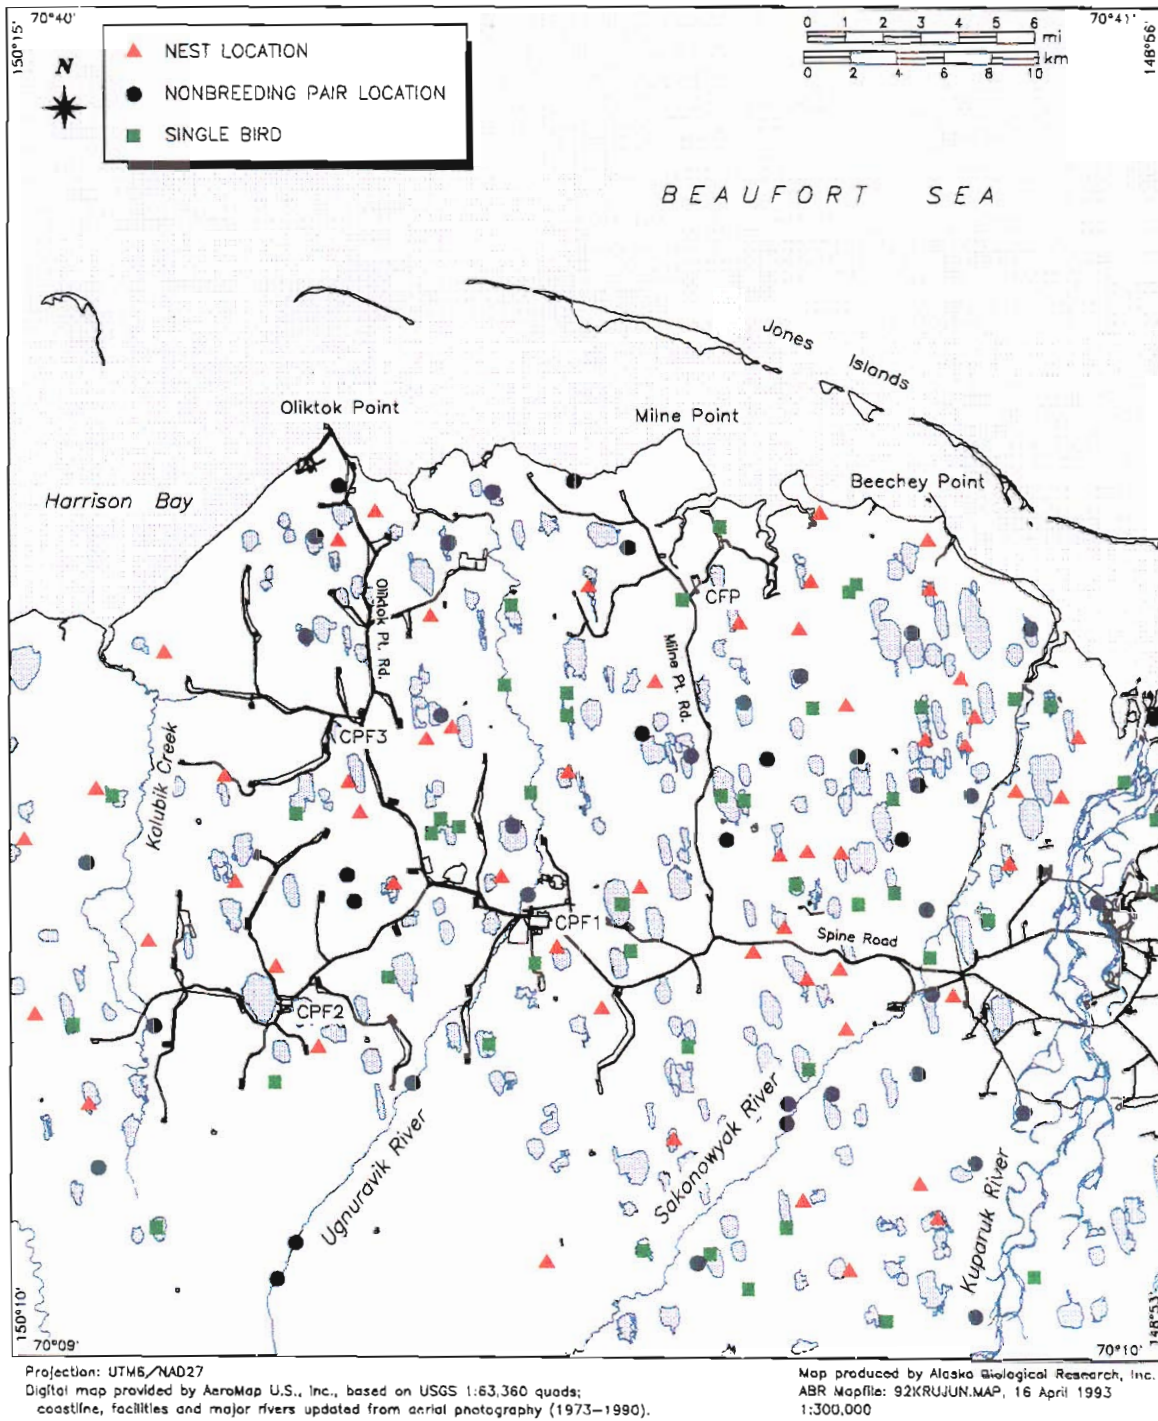 70°40'
150°15'
NEST LOCATION
N
NONBREEDING PAIR LOCATION
SINGLE BIRD
0 1 2 3 4 5 6
mi
km
0 2 4 6 8 10
70°41'
148°56'
BEAUFORT SEA
Jones Islands
Oliktok Point
Milne Point
Beechey Point
Harrison Bay
Oliktok Pt. Rd.
CFP
Milne Pt. Rd.
CPF3
Kalubik Creek
CPF1
Spine Road
CPF2
Ugnuravik River
Sakonowyak River
Kuparuk River
150°10'
70°09'
70°10'
148°53'
Projection: UTM6/NAD27
Digital map provided by AeroMap U.S., Inc., based on USGS 1:63,360 quads;
coastline, facilities and major rivers updated from aerial photography (1973–1990).
Map produced by Alaska Biological Research, Inc.
ABR Mapfile: 92KRUJUN.MAP, 16 April 1993
1:300,000